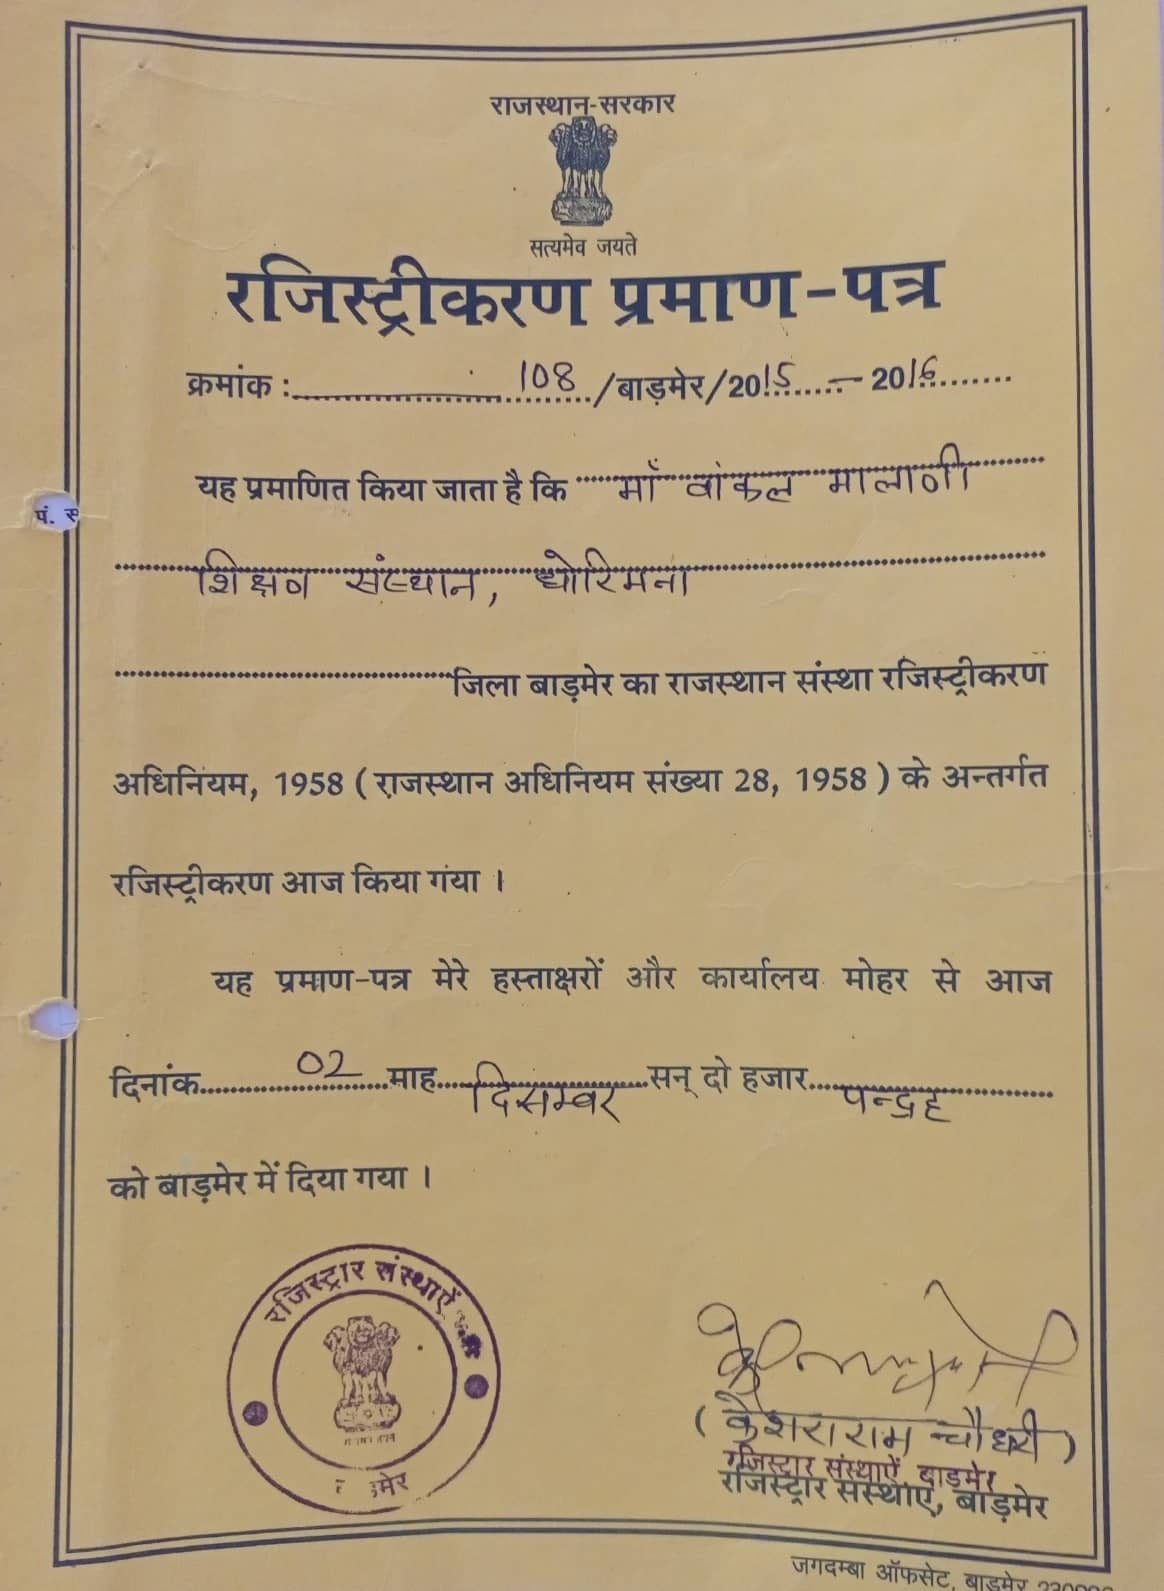 राजस्थान-सरकार
सत्यमेव जयते
रजिस्ट्रीकरण प्रमाण-पत्र
क्रमांक : 108 /बाड़मेर/2015 – 2016
यह प्रमाणित किया जाता है कि माँ वांकल मालाणी
पं. स
शिक्षण संस्थान, धोरिमना
जिला बाड़मेर का राजस्थान संस्था रजिस्ट्रीकरण
अधिनियम, 1958 ( राजस्थान अधिनियम संख्या 28, 1958 ) के अन्तर्गत
रजिस्ट्रीकरण आज किया गया ।
यह प्रमाण-पत्र मेरे हस्ताक्षरों और कार्यालय मोहर से आज
दिनांक 02 माह दिसम्बर सन् दो हजार पन्द्रह
को बाड़मेर में दिया गया ।
रजिस्ट्रार संस्थाऐं
( केशराराम चौधरी )
रजिस्टार संस्थाऐं, बाडमेर
रजिस्ट्रार संस्थाएं, बाड़मेर
जगदम्बा ऑफसेट, बाड़मेर